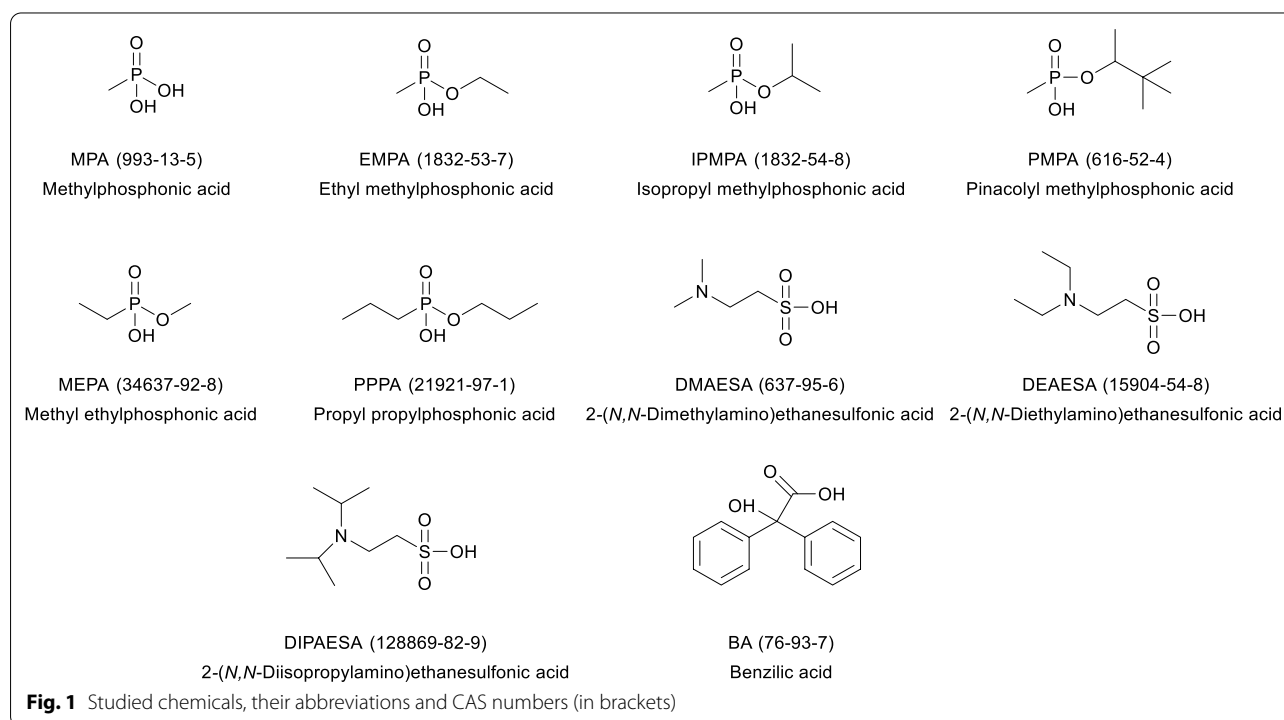 O
P
OH
OH
O
P
O
OH
O
P
OH
O
O
P
O
OH
MPA (993-13-5)
EMPA (1832-53-7)
IPMPA (1832-54-8)
PMPA (616-52-4)
Methylphosphonic acid
Ethyl methylphosphonic acid
Isopropyl methylphosphonic acid
Pinacolyl methylphosphonic acid
O
P
O
OH
O
P
O
OH
N
O
S
OH
O
N
O
S
OH
O
MEPA (34637-92-8)
PPPA (21921-97-1)
DMAESA (637-95-6)
DEAESA (15904-54-8)
Methyl ethylphosphonic acid
Propyl propylphosphonic acid
2-(N,N-Dimethylamino)ethanesulfonic acid
2-(N,N-Diethylamino)ethanesulfonic acid
N
O
S
OH
O
O
OH
OH
DIPAESA (128869-82-9)
BA (76-93-7)
2-(N,N-Diisopropylamino)ethanesulfonic acid
Benzilic acid
Fig. 1 Studied chemicals, their abbreviations and CAS numbers (in brackets)